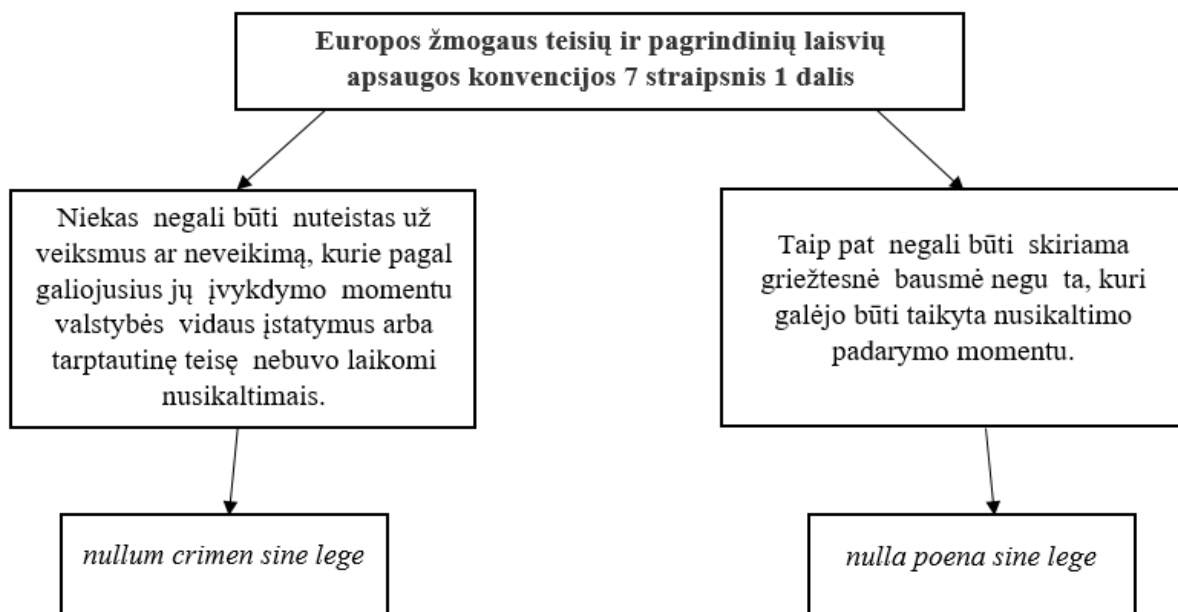 Europos žmogaus teisių ir pagrindinių laisvių
apsaugos konvencijos 7 straipsnis 1 dalis
Niekas negali būti nuteistas už
veiksmus ar neveikimą, kurie pagal
galiojusius jų įvykdymo momentu
valstybės vidaus įstatymus arba
tarptautinę teisę nebuvo laikomi
nusikaltimais.
Taip pat negali būti skiriama
griežtesnė bausmė negu ta, kuri
galėjo būti taikyta nusikaltimo
padarymo momentu.
nullum crimen sine lege
nulla poena sine lege